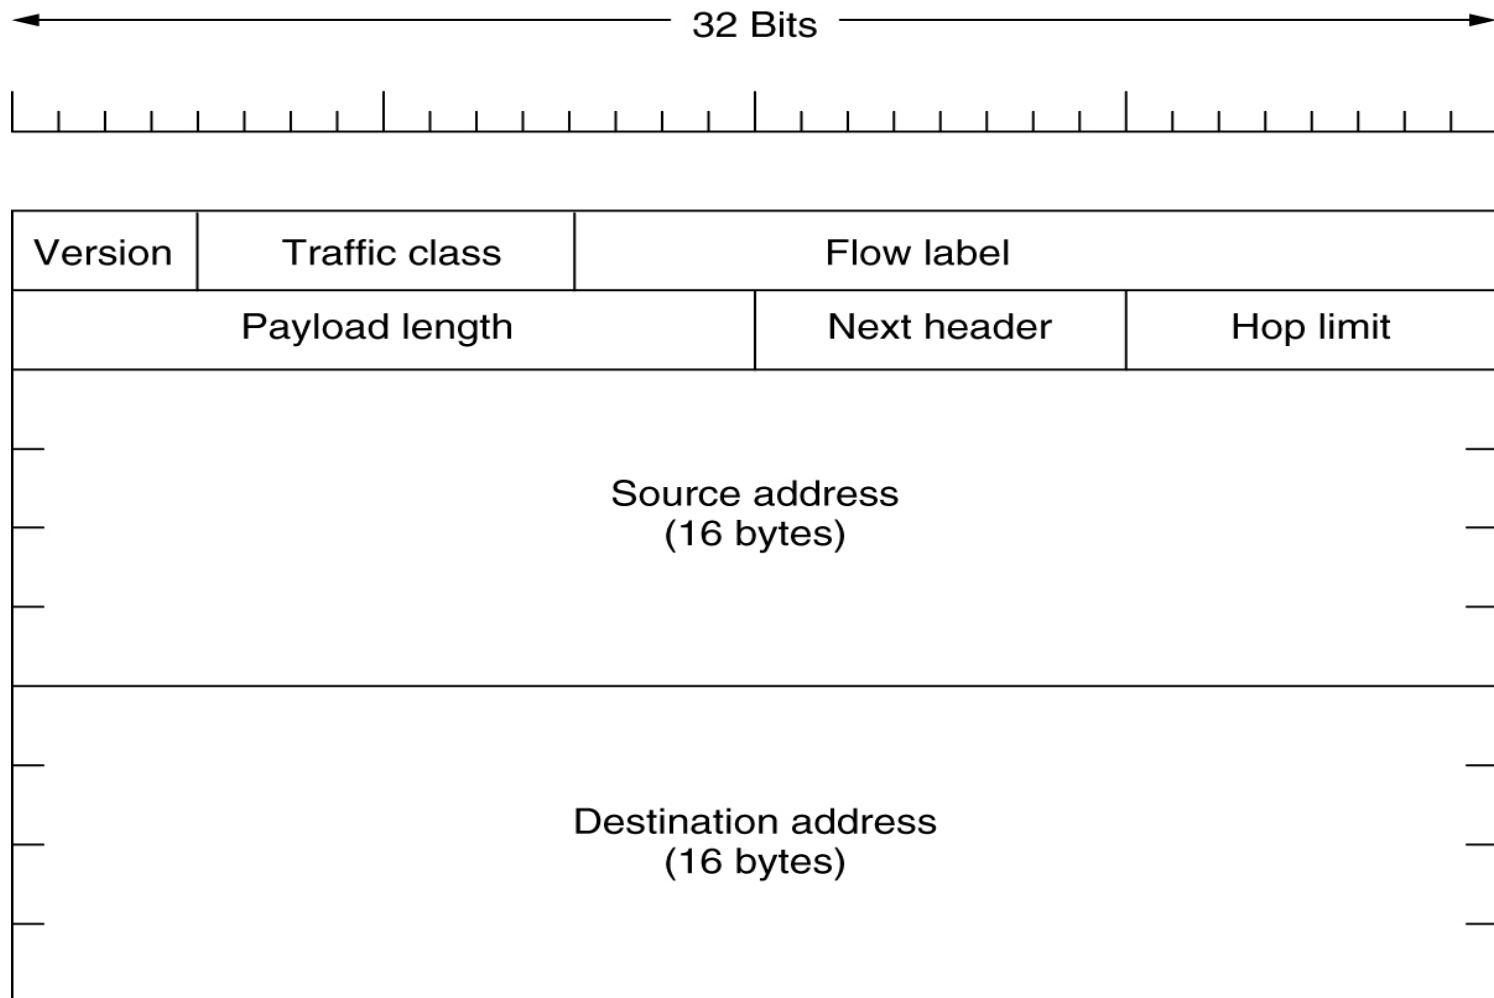 32 Bits
Version Traffic class Flow label
Payload length Next header Hop limit
Source address
(16 bytes)
Destination address
(16 bytes)